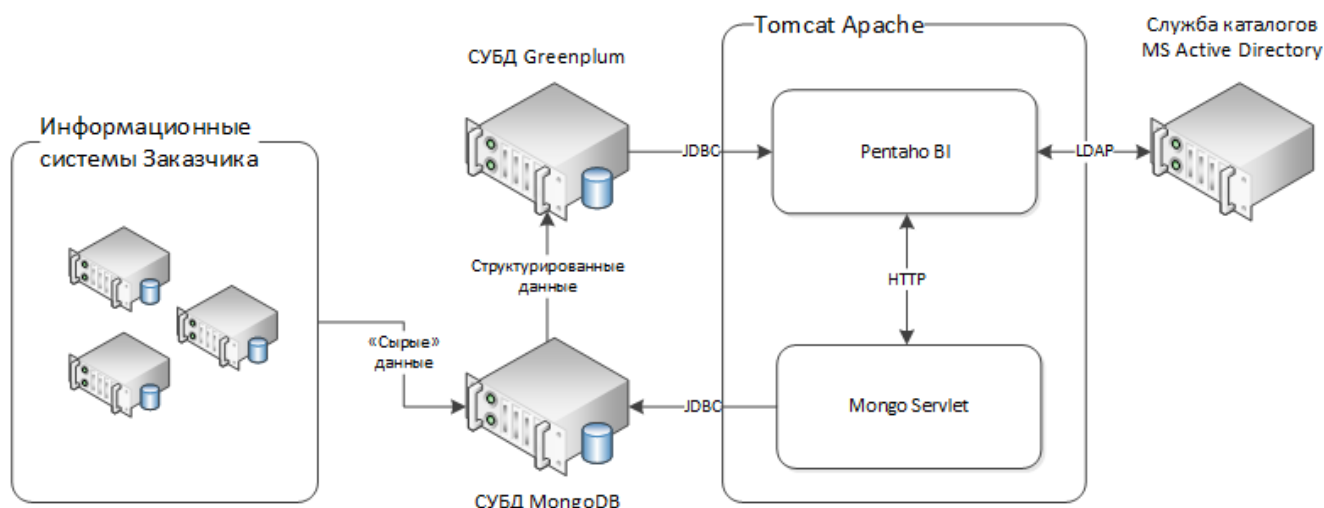 Tomcat Apache
Служба каталогов
MS Active Directory
СУБД Greenplum
Информационные
системы Заказчика
JDBC
Pentaho BI
LDAP
Структурированные
данные
HTTP
«Сырые»
данные
JDBC
Mongo Servlet
СУБД MongoDB